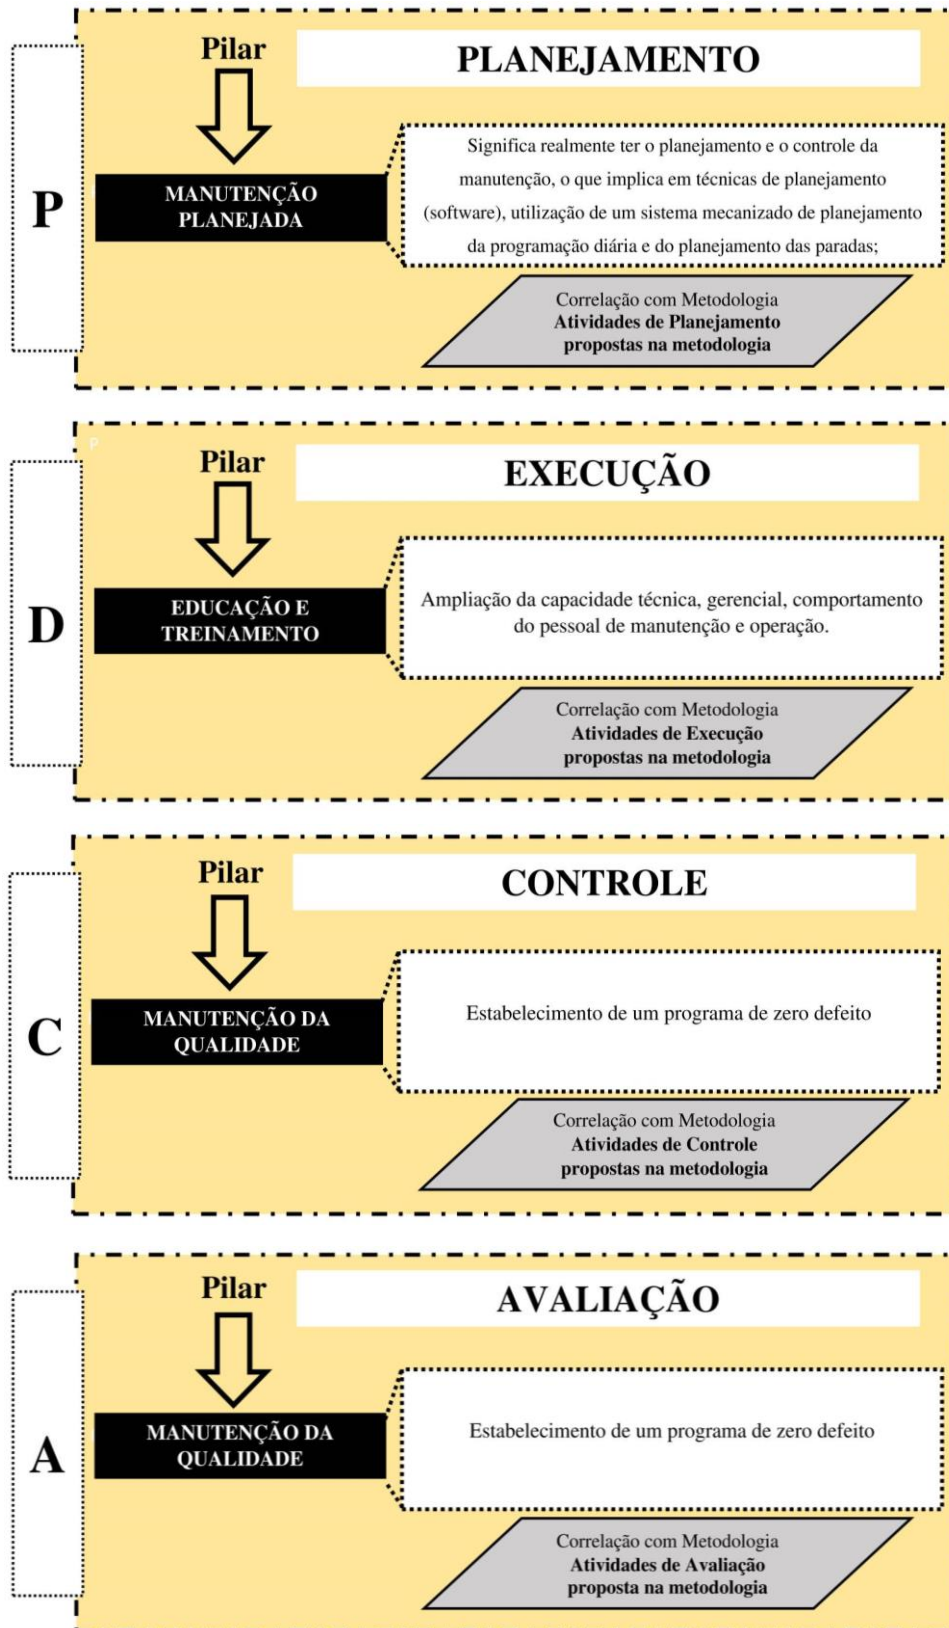 Pilar
PLANEJAMENTO
P
MANUTENÇÃO
PLANEJADA
Significa realmente ter o planejamento e o controle da
manutenção, o que implica em técnicas de planejamento
(software), utilização de um sistema mecanizado de planejamento
da programação diária e do planejamento das paradas;
Correlação com Metodologia
Atividades de Planejamento
propostas na metodologia
P
Pilar
EXECUÇÃO
D
EDUCAÇÃO E
TREINAMENTO
Ampliação da capacidade técnica, gerencial, comportamento
do pessoal de manutenção e operação.
Correlação com Metodologia
Atividades de Execução
propostas na metodologia
Pilar
CONTROLE
C
MANUTENÇÃO DA
QUALIDADE
Estabelecimento de um programa de zero defeito
Correlação com Metodologia
Atividades de Controle
propostas na metodologia
Pilar
AVALIAÇÃO
A
MANUTENÇÃO DA
QUALIDADE
Estabelecimento de um programa de zero defeito
Correlação com Metodologia
Atividades de Avaliação
proposta na metodologia